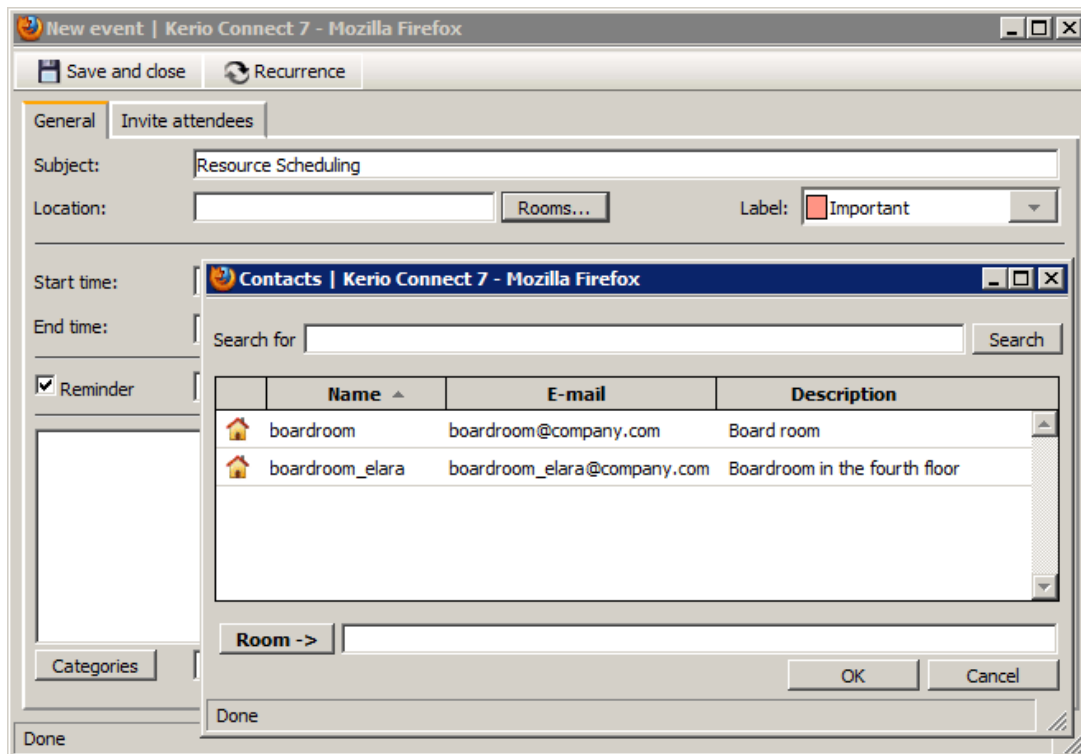 New event | Kerio Connect 7 - Mozilla Firefox
Save and close Recurrence
General Invite attendees
Subject: Resource Scheduling
Location: Rooms... Label: Important
Start time:
End time:
Reminder
Categories
Done
Contacts | Kerio Connect 7 - Mozilla Firefox
Search for Search
Name E-mail Description
boardroom boardroom@company.com Board room
boardroom_elara boardroom_elara@company.com Boardroom in the fourth floor
Room ->
OK Cancel
Done